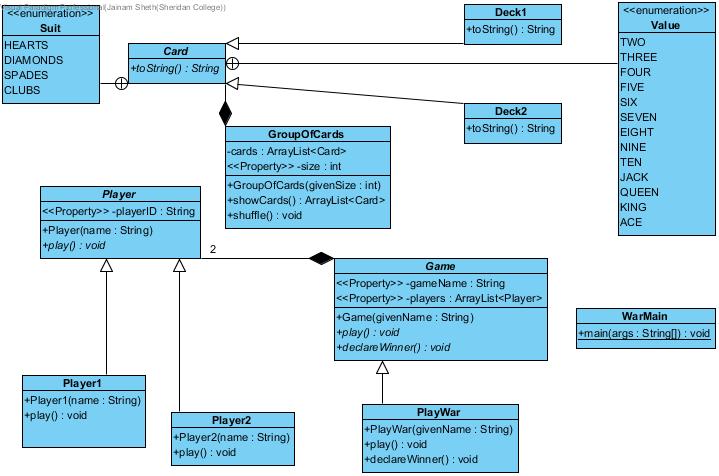 Visual Paradigm Professional(Jainam Sheth(Sheridan College))
<<enumeration>>
Suit
HEARTS
DIAMONDS
SPADES
CLUBS
Card
+toString() : String
Deck1
+toString() : String
Deck2
+toString() : String
<<enumeration>>
Value
TWO
THREE
FOUR
FIVE
SIX
SEVEN
EIGHT
NINE
TEN
JACK
QUEEN
KING
ACE
GroupOfCards
-cards : ArrayList<Card>
<<Property>> -size : int
+GroupOfCards(givenSize : int)
+showCards() : ArrayList<Card>
+shuffle() : void
Player
<<Property>> -playerID : String
+Player(name : String)
+play() : void
2
Game
<<Property>> -gameName : String
<<Property>> -players : ArrayList<Player>
+Game(givenName : String)
+play() : void
+declareWinner() : void
WarMain
+main(args : String[]) : void
Player1
+Player1(name : String)
+play() : void
Player2
+Player2(name : String)
+play() : void
PlayWar
+PlayWar(givenName : String)
+play() : void
+declareWinner() : void